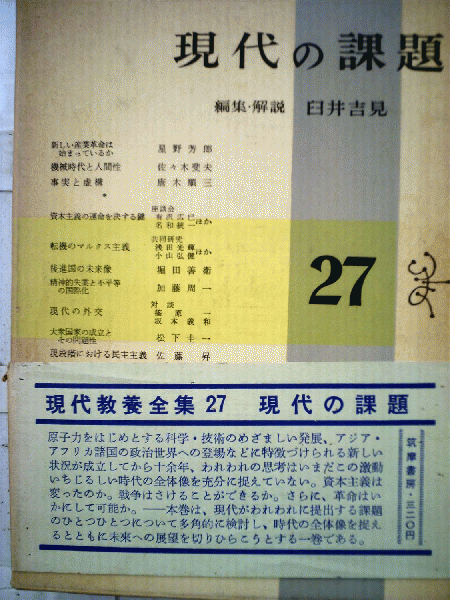 現代の課題
編集・解説 臼井吉見
新しい産業革命は
始まっているか 星野芳郎
機械時代と人間性 佐々木斐夫
事実と虚構 唐木順三
座談会
資本主義の運命を決する鍵 有沢広巳
名和統一 ほか
共同研究
転機のマルクス主義 浅田光輝 ほか
小山弘健
後進国の未来像 堀田善衛
精神的失業と不平等
の国際化 加藤周一
対談
現代の外交 篠原一
坂本義和
大衆国家の成立と
その問題性 松下圭一
現段階における民主主義 佐藤昇
27
現代教養全集27 現代の課題
原子力をはじめとする科学・技術のめざましい発展、アジア・
アフリカ諸国の政治世界への登場などに特徴づけられる新しい
状況が成立してから十余年、われわれの思考はいまだこの激動
いちじるしい時代の全体像を充分に捉えていない。資本主義は
変ったのか。戦争はさけることができるか。さらに、革命はい
かにして可能か。――本巻は、現代がわれわれに提出する課題
のひとつひとつについて多角的に検討し、時代の全体像を捉え
るとともに未来への展望を切りひらこうとする一巻である。
筑摩書房・三二〇円